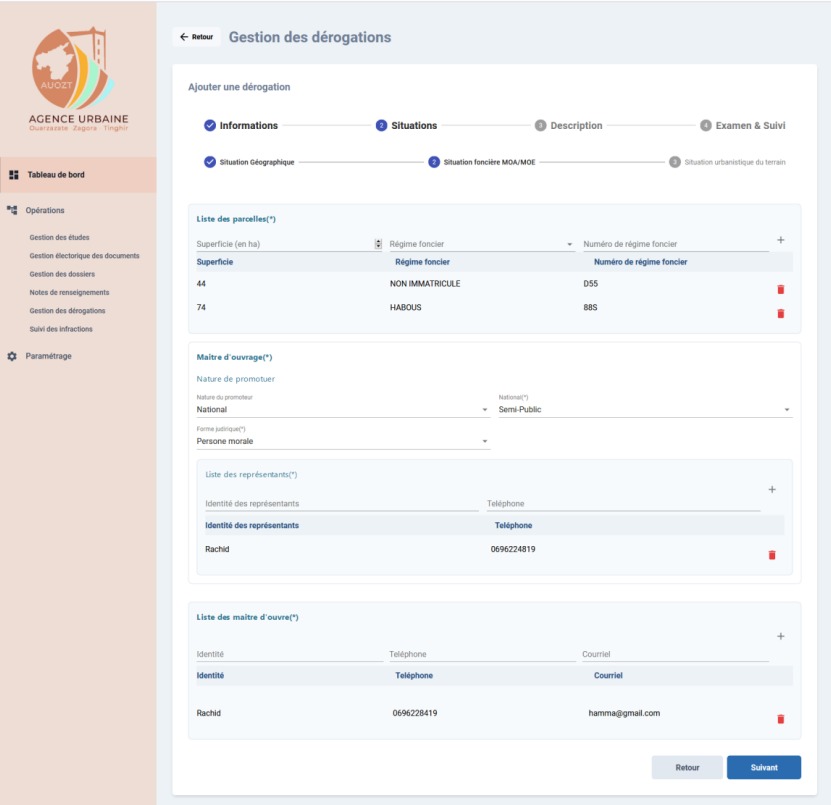 AUOZT
AGENCE URBAINE
Ouarzazate Zagora - Tinghir
Tableau de bord
Opérations
Gestion des études
Gestion électorique des documents
Gestion des dossiers
Notes de renseignements
Gestion des dérogations
Suivi des infractions
Paramétrage
Retour Gestion des dérogations
Ajouter une dérogation
Informations 2 Situations 3 Description 4 Examen & Suivi
Situation Géographique 2 Situation foncière MOA/MOE 3 Situation urbanistique du terrain
Liste des parcelles(*)
Superficie (en ha) Régime foncier Numéro de régime foncier +
Superficie Régime foncier Numéro de régime foncier
44 NON IMMATRICULE D55
74 HABOUS 88S
Maitre d'ouvrage(*)
Nature de promotuer
Nature du promoteur National(*)
National Semi-Public
Forme jurinque(*)
Persone morale
Liste des représentants(*)
+
Identité des représentants Teléphone
Identité des représentants Teléphone
Rachid 0696224819
Liste des maitre d'ouvre(*)
+
Identité Teléphone Courriel
Identité Teléphone Courriel
Rachid 0696228419 hamma@gmail.com
Retour Suivant